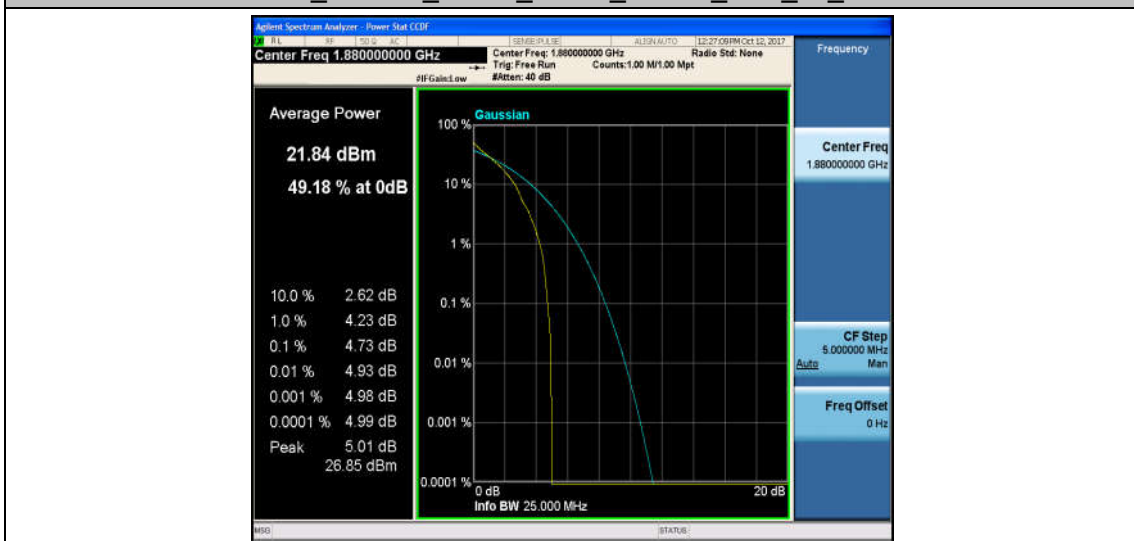 Agilent Spectrum Analyzer - Power Stat CCDF
RL RF 50 Ω AC SENSE:PULSE ALIGN AUTO 12:27:09 PM Oct 12, 2017
Center Freq 1.880000000 GHz
Center Freq: 1.880000000 GHz Radio Std: None
Trig: Free Run Counts:1.00 M/1.00 Mpt
#IFGain:Low #Atten: 40 dB
Frequency
Average Power
21.84 dBm
49.18 % at 0dB
10.0 % 2.62 dB
1.0 % 4.23 dB
0.1 % 4.73 dB
0.01 % 4.93 dB
0.001 % 4.98 dB
0.0001 % 4.99 dB
Peak 5.01 dB
26.85 dBm
Gaussian
100 %
10 %
1 %
0.1 %
0.01 %
0.001 %
0.0001 %
0 dB 20 dB
Info BW 25.000 MHz
Center Freq
1.880000000 GHz
CF Step
5.000000 MHz
Auto Man
Freq Offset
0 Hz
MSG STATUS